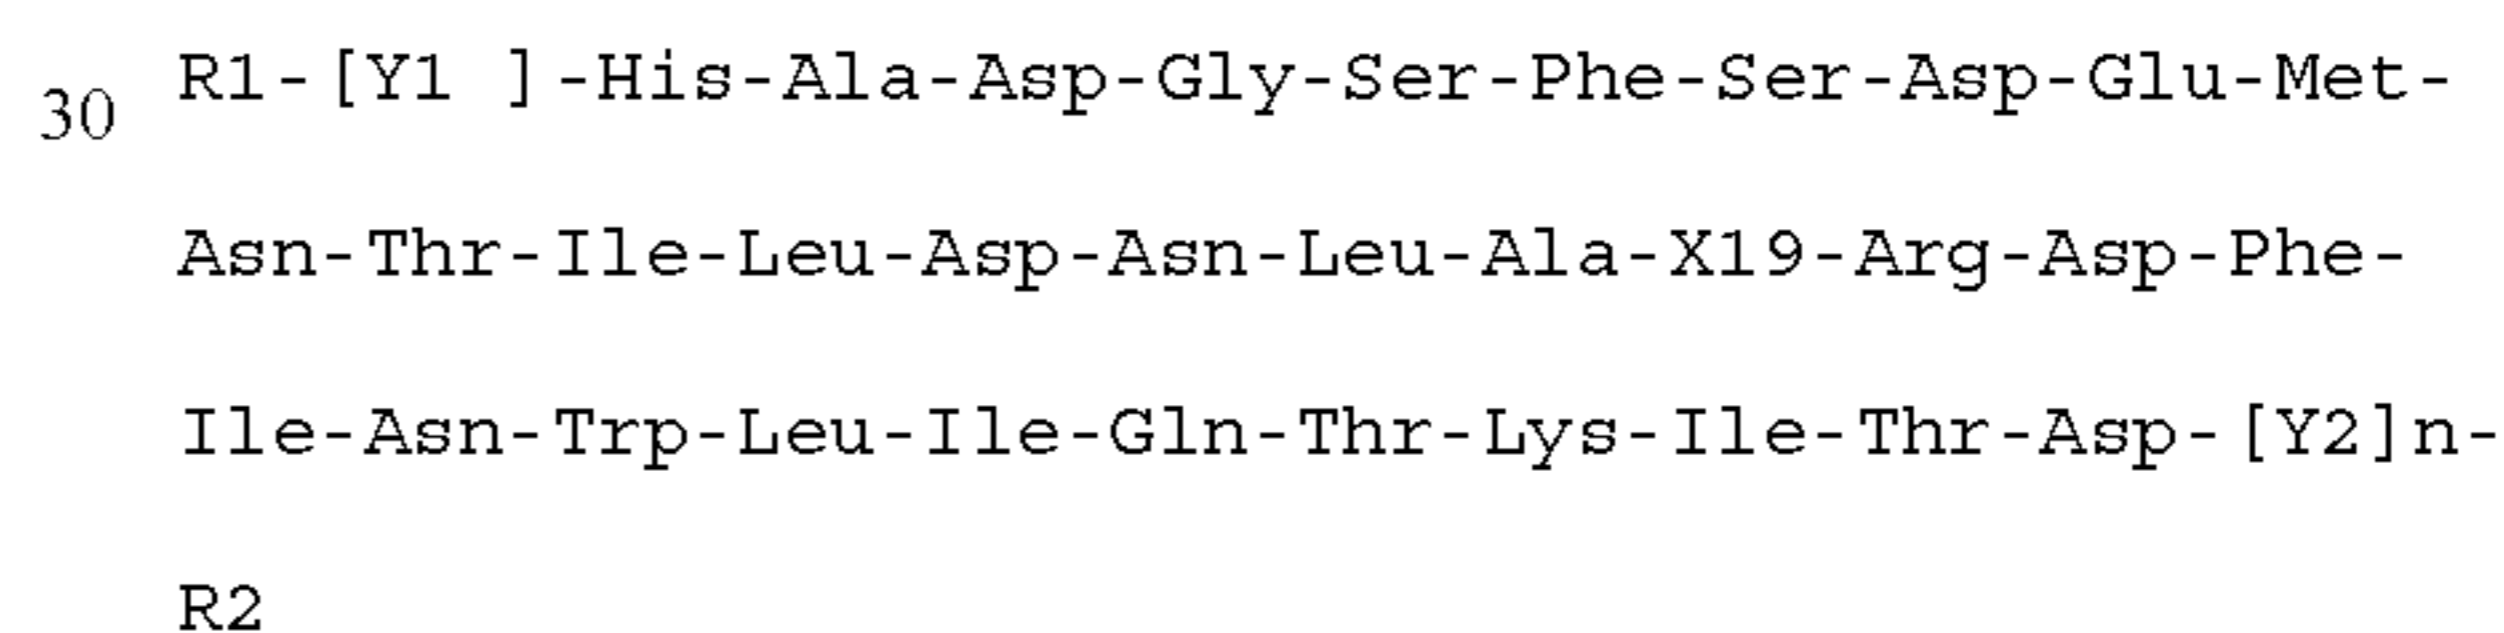 R1-[Y1 ]-His-Ala-Asp-Gly-Ser-Phe-Ser-Asp-Glu-Met-
30
Asn-Thr-Ile-Leu-Asp-Asn-Leu-Ala-X19-Arg-Asp-Phe-
Ile-Asn-Trp-Leu-Ile-Gln-Thr-Lys-Ile-Thr-Asp-[Y2]n-
R2